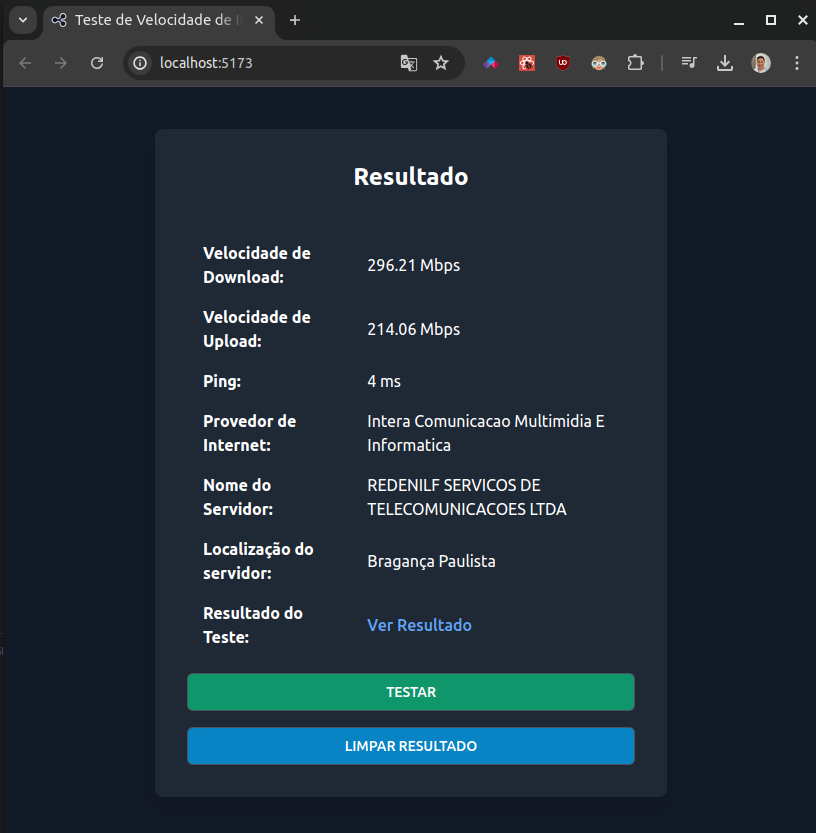 Teste de Velocidade de
localhost:5173
Resultado
Velocidade de
Download:
296.21 Mbps
Velocidade de
Upload:
214.06 Mbps
Ping:
4 ms
Provedor de
Internet:
Intera Comunicacao Multimidia E
Informatica
Nome do
Servidor:
REDENILF SERVICOS DE
TELECOMUNICACOES LTDA
Localização do
servidor:
Bragança Paulista
Resultado do
Teste:
Ver Resultado
TESTAR
LIMPAR RESULTADO